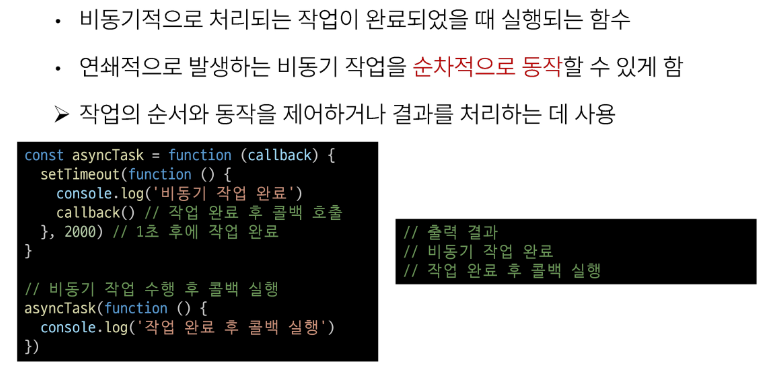 • 비동기적으로 처리되는 작업이 완료되었을 때 실행되는 함수
• 연쇄적으로 발생하는 비동기 작업을 순차적으로 동작할 수 있게 함
➢ 작업의 순서와 동작을 제어하거나 결과를 처리하는 데 사용
const asyncTask = function (callback) {
  setTimeout(function () {
    console.log('비동기 작업 완료')
    callback() // 작업 완료 후 콜백 호출
  }, 2000) // 1초 후에 작업 완료
}

// 비동기 작업 수행 후 콜백 실행
asyncTask(function () {
  console.log('작업 완료 후 콜백 실행')
})
// 출력 결과
// 비동기 작업 완료
// 작업 완료 후 콜백 실행